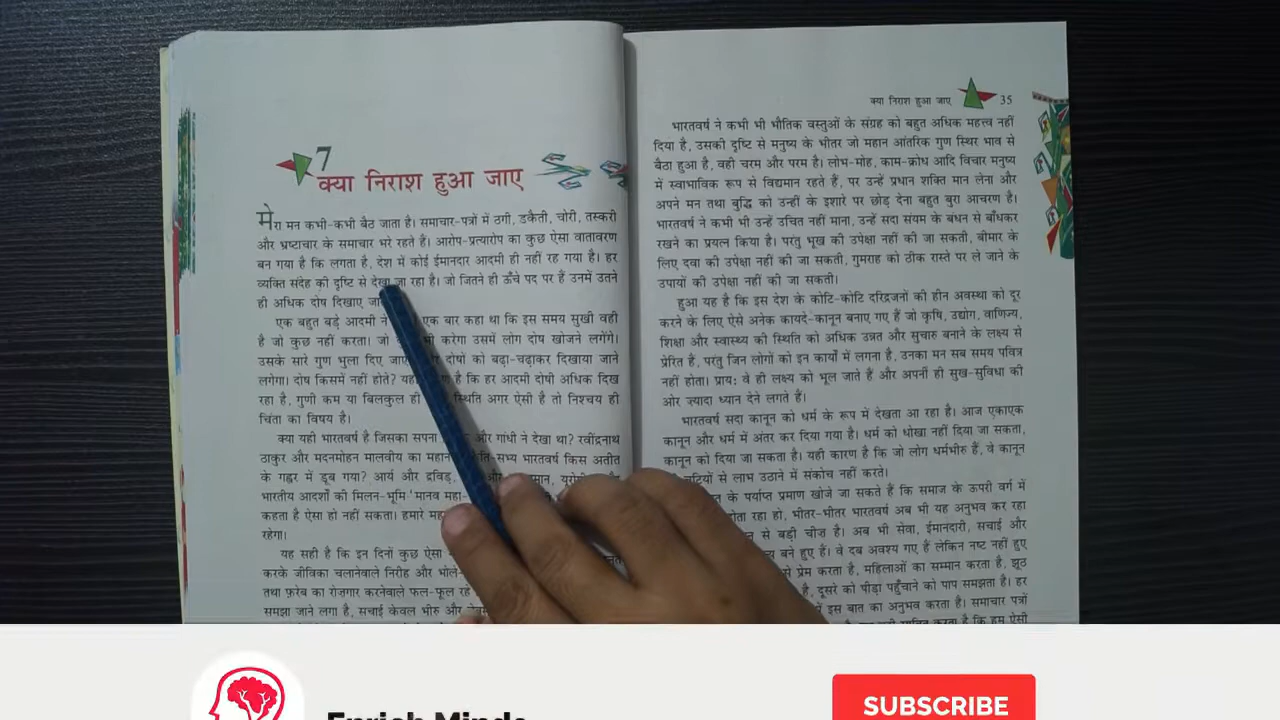 7
क्या निराश हुआ जाए
मेरा मन कभी-कभी बैठ जाता है। समाचार-पत्रों में ठगी, डकैती, चोरी, तस्करी
और भ्रष्टाचार के समाचार भरे रहते हैं। आरोप-प्रत्यारोप का कुछ ऐसा वातावरण
बन गया है कि लगता है, देश में कोई ईमानदार आदमी ही नहीं रह गया है। हर
व्यक्ति संदेह की दृष्टि से देखा जा रहा है। जो जितने ही ऊँचे पद पर हैं उनमें उतने
ही अधिक दोष दिखाए
एक बहुत बड़े आदमी ने एक बार कहा था कि इस समय सुखी वही
है जो कुछ नहीं करता। जो भी करेगा उसमें लोग दोष खोजने लगेंगे।
उसके सारे गुण भुला दिए दोषों को बढ़ा-चढ़ाकर दिखाया जाने
लगेगा। दोष किसमें नहीं होते? यही है कि हर आदमी दोषी अधिक दिख
रहा है, गुणी कम या बिलकुल ही स्थिति अगर ऐसी है तो निश्चय ही
चिंता का विषय है।
क्या यही भारतवर्ष है जिसका सपना और गांधी ने देखा था? रवींद्रनाथ
ठाकुर और मदनमोहन मालवीय का महान सभ्य भारतवर्ष किस अतीत
के गह्वर में डूब गया? आर्य और द्रविड़,
भारतीय आदर्शों की मिलन-भूमि 'मानव महा-
कहता है ऐसा हो नहीं सकता। हमारे
रहेगा।
यह सही है कि इन दिनों कुछ ऐसा
करके जीविका चलानेवाले निरीह और भोले-
तथा फ़रेब का रोज़गार करनेवाले फल-फूल रहे
समझा जाने लगा है, सचाई केवल भीरु और
क्या निराश हुआ जाए 35
भारतवर्ष ने कभी भी भौतिक वस्तुओं के संग्रह को बहुत अधिक महत्त्व नहीं
दिया है, उसकी दृष्टि से मनुष्य के भीतर जो महान आंतरिक गुण स्थिर भाव से
बैठा हुआ है, वही चरम और परम है। लोभ-मोह, काम-क्रोध आदि विचार मनुष्य
में स्वाभाविक रूप से विद्यमान रहते हैं, पर उन्हें प्रधान शक्ति मान लेना और
अपने मन तथा बुद्धि को उन्हीं के इशारे पर छोड़ देना बहुत बुरा आचरण है।
भारतवर्ष ने कभी भी उन्हें उचित नहीं माना, उन्हें सदा संयम के बंधन से बाँधकर
रखने का प्रयत्न किया है। परंतु भूख की उपेक्षा नहीं की जा सकती, बीमार के
लिए दवा की उपेक्षा नहीं की जा सकती, गुमराह को ठीक रास्ते पर ले जाने के
उपायों की उपेक्षा नहीं की जा सकती।
हुआ यह है कि इस देश के कोटि-कोटि दरिद्रजनों की हीन अवस्था को दूर
करने के लिए ऐसे अनेक कायदे-कानून बनाए गए हैं जो कृषि, उद्योग, वाणिज्य,
शिक्षा और स्वास्थ्य की स्थिति को अधिक उन्नत और सुचारु बनाने के लक्ष्य से
प्रेरित हैं, परंतु जिन लोगों को इन कार्यों में लगना है, उनका मन सब समय पवित्र
नहीं होता। प्राय: वे ही लक्ष्य को भूल जाते हैं और अपनी ही सुख-सुविधा की
ओर ज़्यादा ध्यान देने लगते हैं।
भारतवर्ष सदा कानून को धर्म के रूप में देखता आ रहा है। आज एकाएक
कानून और धर्म में अंतर कर दिया गया है। धर्म को धोखा नहीं दिया जा सकता,
कानून को दिया जा सकता है। यही कारण है कि जो लोग धर्मभीरु हैं, वे कानून
त्रुटियों से लाभ उठाने में संकोच नहीं करते।
के पर्याप्त प्रमाण खोजे जा सकते हैं कि समाज के ऊपरी वर्ग में
होता रहा हो, भीतर-भीतर भारतवर्ष अब भी यह अनुभव कर रहा
से बड़ी चीज़ है। अब भी सेवा, ईमानदारी, सचाई और
बने हुए हैं। वे दब अवश्य गए हैं लेकिन नष्ट नहीं हुए
से प्रेम करता है, महिलाओं का सम्मान करता है, झूठ
है, दूसरे को पीड़ा पहुँचाने को पाप समझता है। हर
में इस बात का अनुभव करता है। समाचार पत्रों
करता है कि हम ऐसी
Enrich Minds
SUBSCRIBE